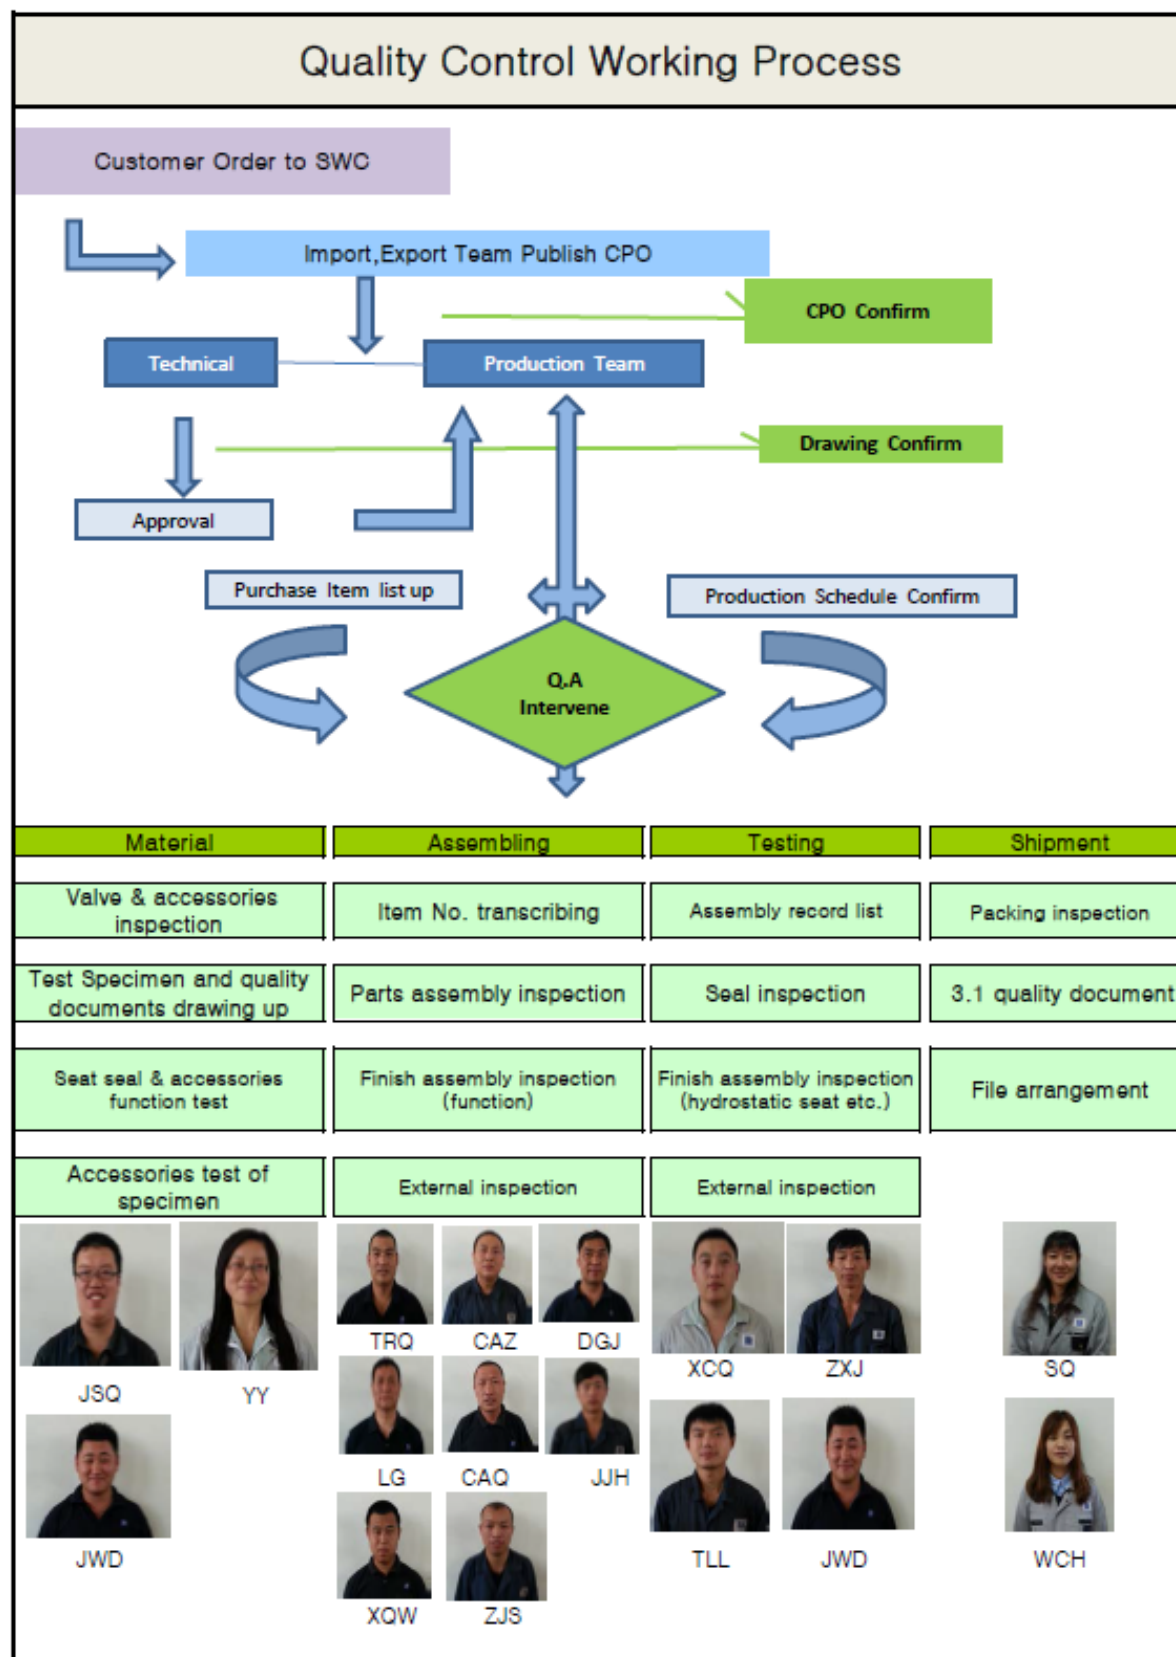 Quality Control Working Process
Customer Order to SWC
Import,Export Team Publish CPO
CPO Confirm
Technical
Production Team
Drawing Confirm
Approval
Purchase Item list up
Production Schedule Confirm
Q.A
Intervene
Material
Assembling
Testing
Shipment
Valve & accessories
inspection
Item No. transcribing
Assembly record list
Packing inspection
Test Specimen and quality
documents drawing up
Parts assembly inspection
Seal inspection
3.1 quality document
Seat seal & accessories
function test
Finish assembly inspection
(function)
Finish assembly inspection
(hydrostatic seat etc.)
File arrangement
Accessories test of
specimen
External inspection
External inspection
JSQ
YY
TRQ
CAZ
DGJ
XCQ
ZXJ
SQ
LG
CAQ
JJH
JWD
TLL
JWD
WCH
XQW
ZJS